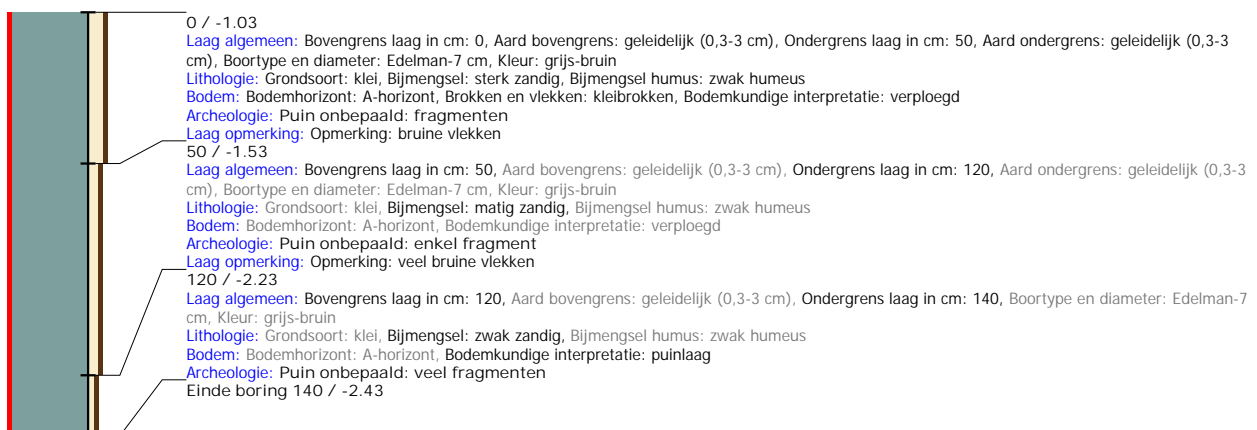 0 / -1.03
Laag algemeen: Bovengrens laag in cm: 0, Aard bovengrens: geleidelijk (0,3-3 cm), Ondergrens laag in cm: 50, Aard ondergrens: geleidelijk (0,3-3
cm), Boortype en diameter: Edelman-7 cm, Kleur: grijs-bruin
Lithologie: Grondsoort: klei, Bijmengsel: sterk zandig, Bijmengsel humus: zwak humeus
Bodem: Bodemhorizont: A-horizont, Brokken en vlekken: kleibrokken, Bodemkundige interpretatie: verploegd
Archeologie: Puin onbepaald: fragmenten
Laag opmerking: Opmerking: bruine vlekken
50 / -1.53
Laag algemeen: Bovengrens laag in cm: 50, Aard bovengrens: geleidelijk (0,3-3 cm), Ondergrens laag in cm: 120, Aard ondergrens: geleidelijk (0,3-3
cm), Boortype en diameter: Edelman-7 cm, Kleur: grijs-bruin
Lithologie: Grondsoort: klei, Bijmengsel: matig zandig, Bijmengsel humus: zwak humeus
Bodem: Bodemhorizont: A-horizont, Bodemkundige interpretatie: verploegd
Archeologie: Puin onbepaald: enkel fragment
Laag opmerking: Opmerking: veel bruine vlekken
120 / -2.23
Laag algemeen: Bovengrens laag in cm: 120, Aard bovengrens: geleidelijk (0,3-3 cm), Ondergrens laag in cm: 140, Boortype en diameter: Edelman-7
cm, Kleur: grijs-bruin
Lithologie: Grondsoort: klei, Bijmengsel: zwak zandig, Bijmengsel humus: zwak humeus
Bodem: Bodemhorizont: A-horizont, Bodemkundige interpretatie: puinlaag
Archeologie: Puin onbepaald: veel fragmenten
Einde boring 140 / -2.43